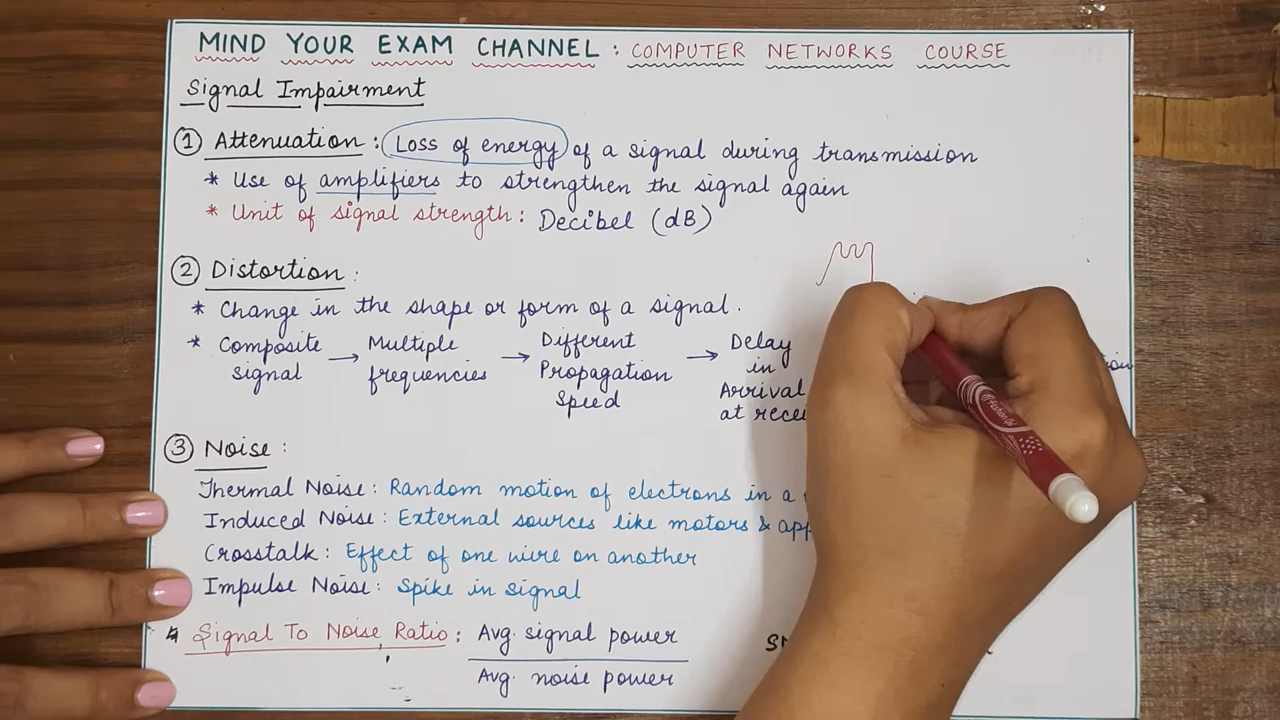 MIND YOUR EXAM CHANNEL : COMPUTER NETWORKS COURSE
Signal Impairment
① Attenuation : Loss of energy of a signal during transmission
* Use of amplifiers to strengthen the signal again
* Unit of signal strength : Decibel (dB)
② Distortion :
* Change in the shape or form of a signal.
* Composite signal → Multiple frequencies → Different Propagation Speed → Delay in Arrival at
③ Noise :
Thermal Noise : Random motion of electrons in a
Induced Noise : External sources like motors &
Crosstalk : Effect of one wire on another
Impulse Noise : Spike in signal
* Signal To Noise Ratio : Avg. signal power
Avg. noise power